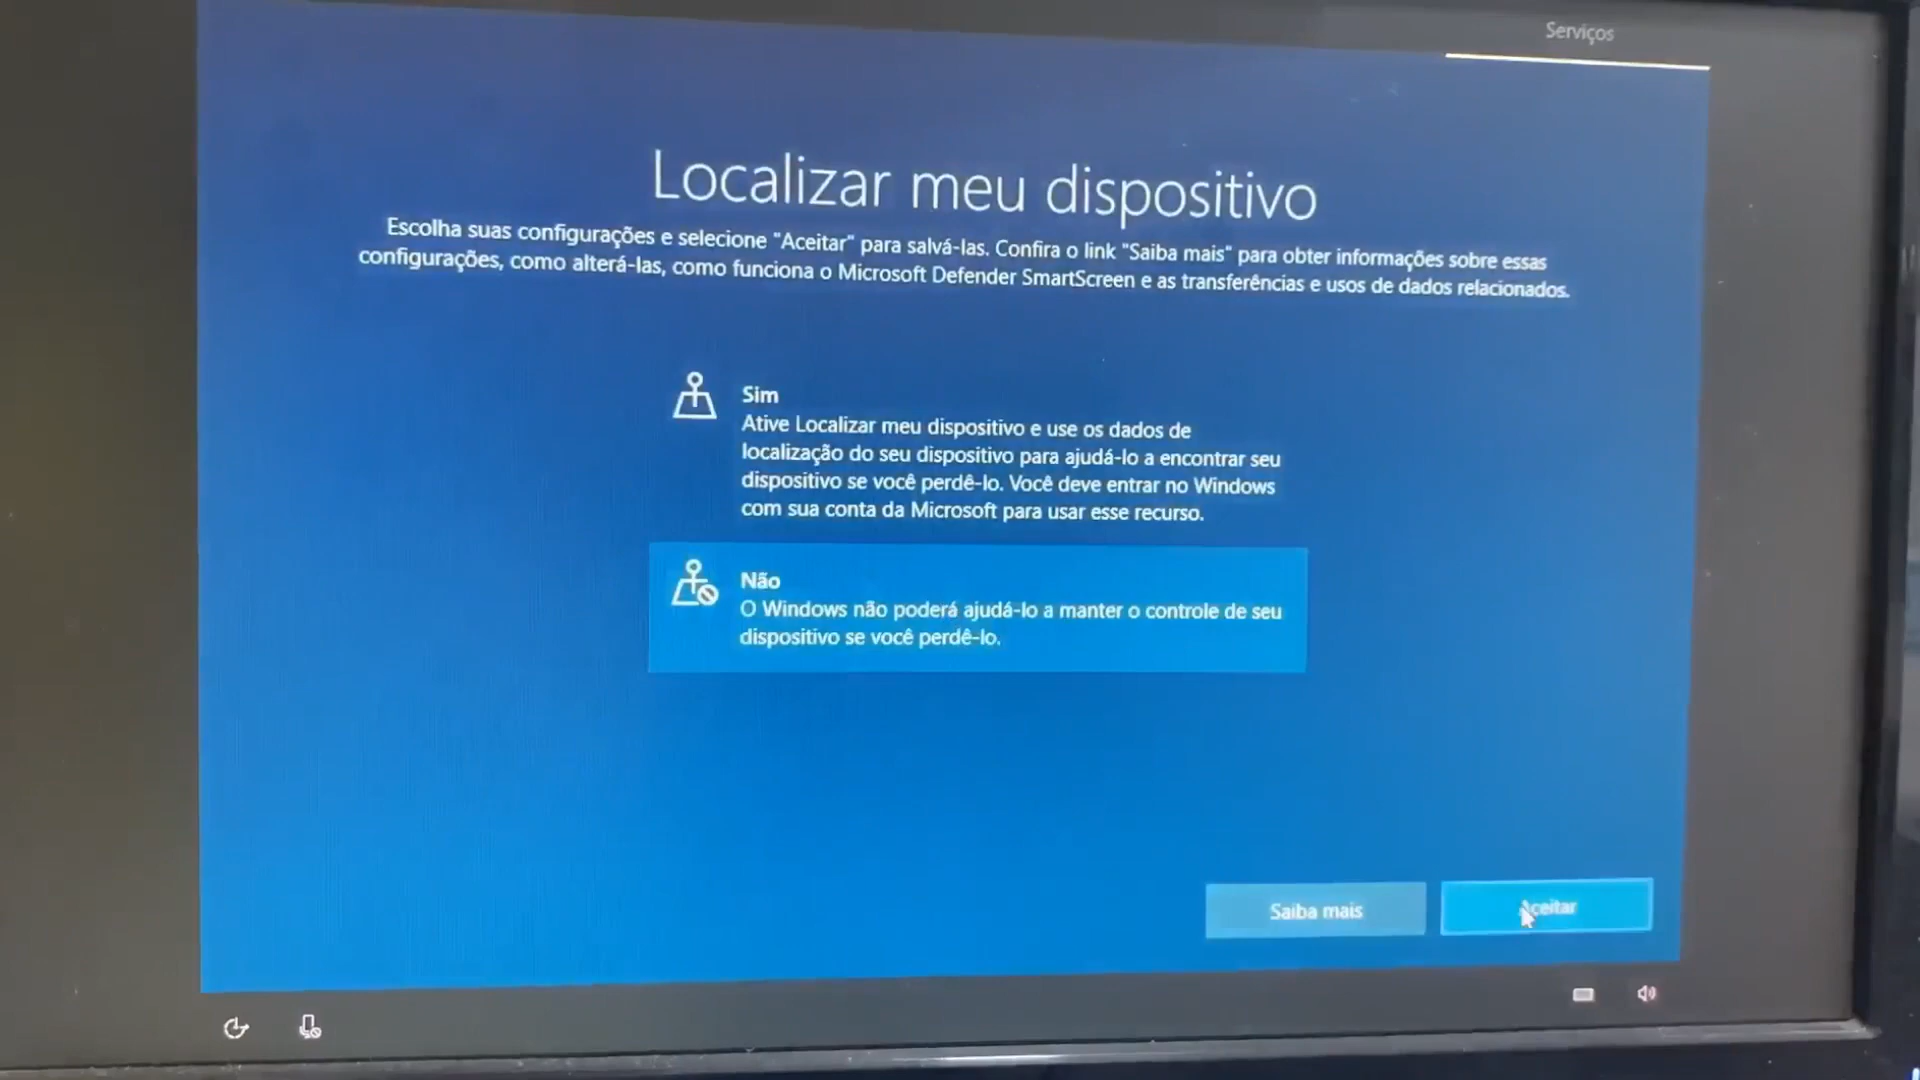 Serviços
Localizar meu dispositivo
Escolha suas configurações e selecione "Aceitar" para salvá-las. Confira o link "Saiba mais" para obter informações sobre essas
configurações, como alterá-las, como funciona o Microsoft Defender SmartScreen e as transferências e usos de dados relacionados.
Sim
Ative Localizar meu dispositivo e use os dados de
localização do seu dispositivo para ajudá-lo a encontrar seu
dispositivo se você perdê-lo. Você deve entrar no Windows
com sua conta da Microsoft para usar esse recurso.
Não
O Windows não poderá ajudá-lo a manter o controle de seu
dispositivo se você perdê-lo.
Saiba mais
Aceitar